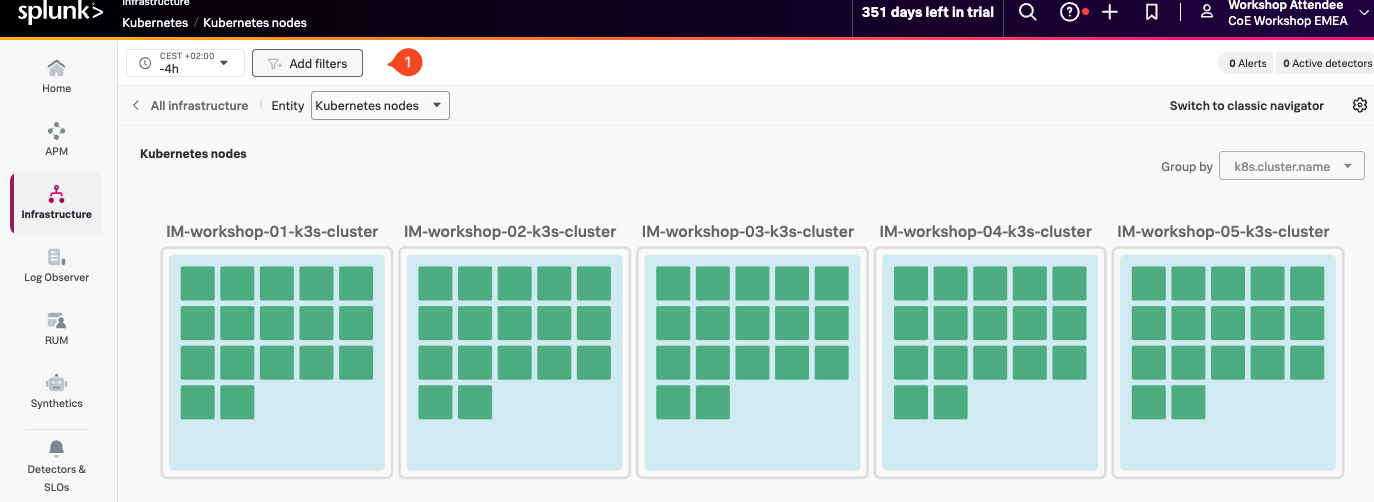 splunk>
Infrastructure
Kubernetes / Kubernetes nodes
351 days left in trial
Workshop Attendee
CoE Workshop EMEA
Home
APM
Infrastructure
Log Observer
RUM
Synthetics
Detectors &
SLOs
CEST +02:00
-4h
Add filters
1
0 Alerts
0 Active detectors
All infrastructure
Entity
Kubernetes nodes
Switch to classic navigator
Kubernetes nodes
Group by
k8s.cluster.name
IM-workshop-01-k3s-cluster
IM-workshop-02-k3s-cluster
IM-workshop-03-k3s-cluster
IM-workshop-04-k3s-cluster
IM-workshop-05-k3s-cluster